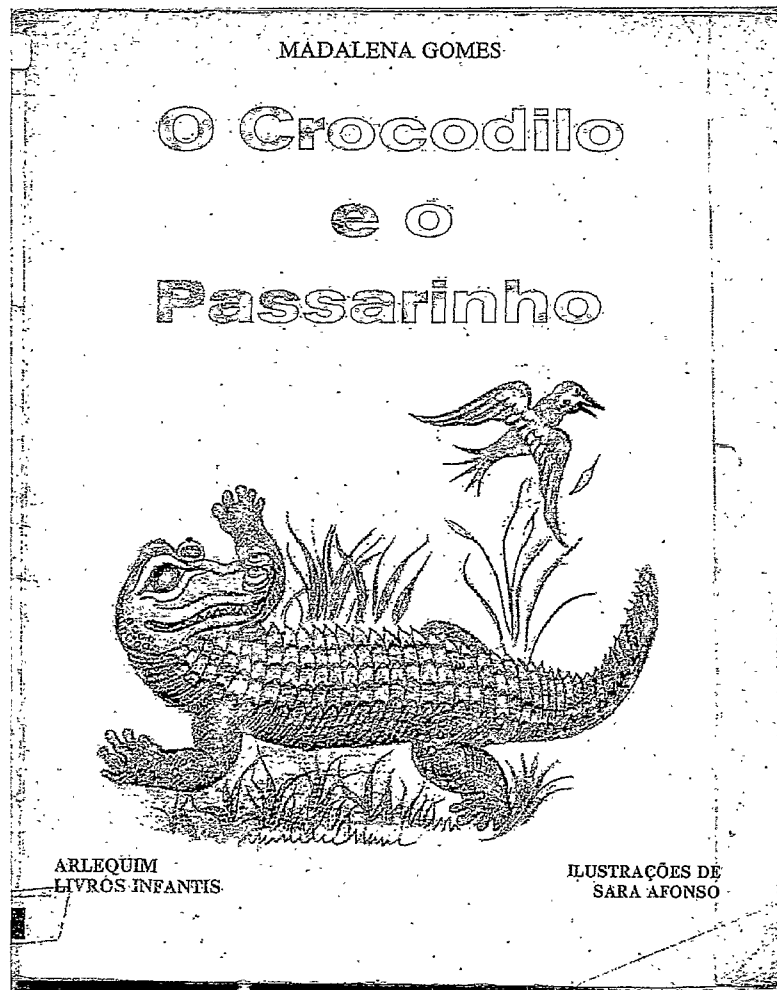 MADALENA GOMES
O Crocodilo
e o
Passarinho
ARLEQUIM
LIVROS INFANTIS
ILUSTRAÇÕES DE
SARA AFONSO